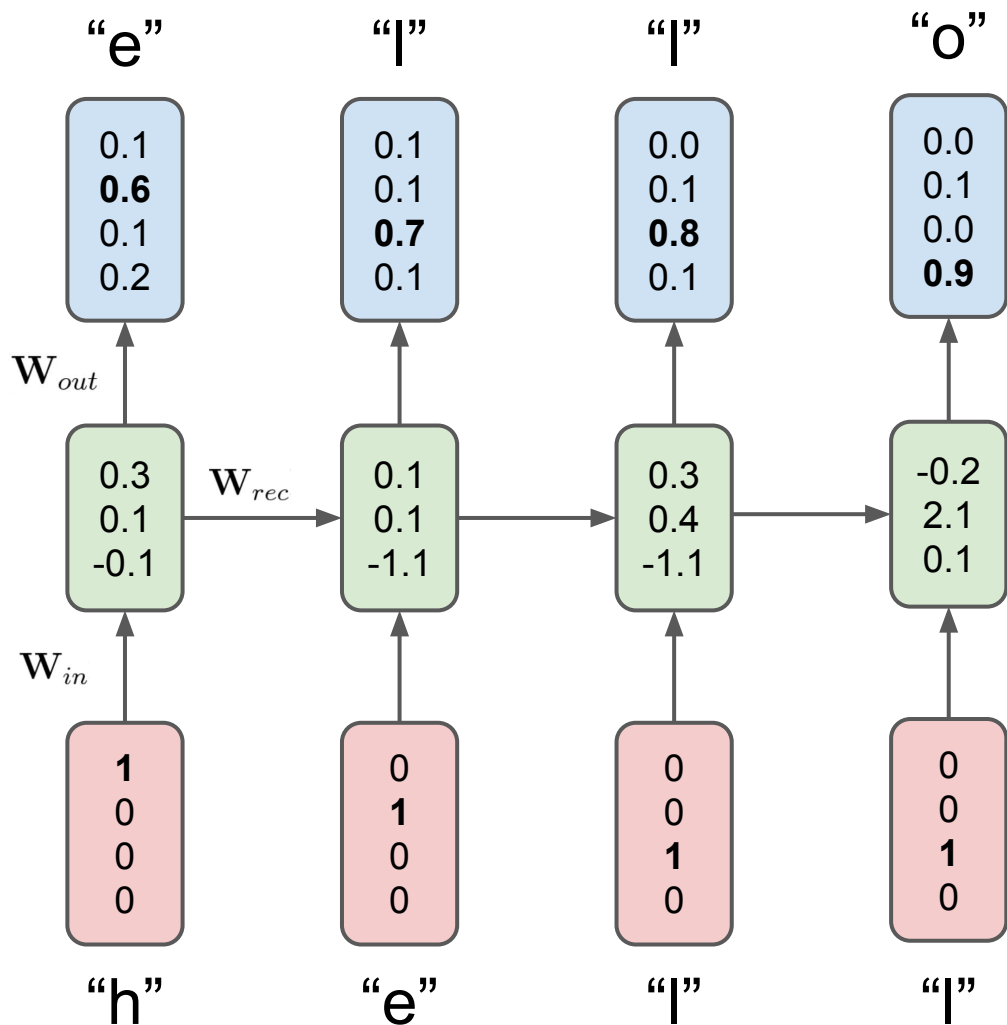 “e” “l” “l” “o”
0.1 0.1 0.0 0.0
0.6 0.1 0.1 0.1
0.1 0.7 0.8 0.0
0.2 0.1 0.1 0.9
W_out
0.3 0.1 0.3 -0.2
0.1 0.1 0.4 2.1
-0.1 -1.1 -1.1 0.1
W_rec
W_in
1 0 0 0
0 1 0 0
0 0 1 1
0 0 0 0
“h” “e” “l” “l”